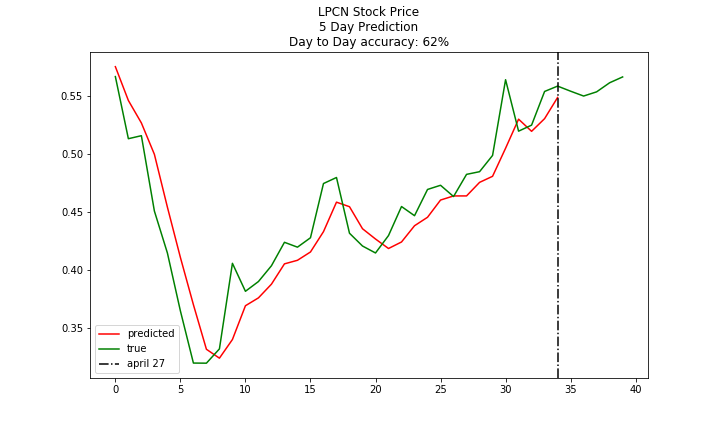 LPCN Stock Price
5 Day Prediction
Day to Day accuracy: 62%
0.55
0.50
0.45
0.40
0.35
predicted
true
april 27
0 5 10 15 20 25 30 35 40